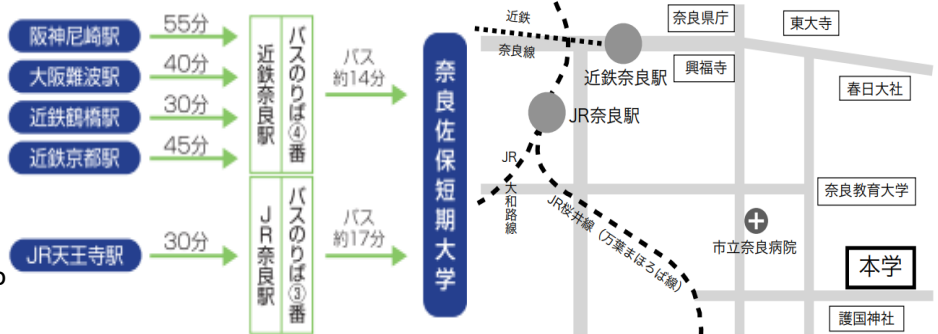 阪神尼崎駅
55分
大阪難波駅
40分
近鉄鶴橋駅
30分
近鉄京都駅
45分
近鉄奈良駅
バスのりば④番
バス
約14分
JR天王寺駅
30分
JR奈良駅
バスのりば③番
バス
約17分
奈良佐保短期大学
近鉄
奈良線
近鉄奈良駅
JR奈良駅
JR
大和路線
JR桜井線（万葉まほろば線）
奈良県庁
東大寺
興福寺
春日大社
奈良教育大学
市立奈良病院
本学
護国神社